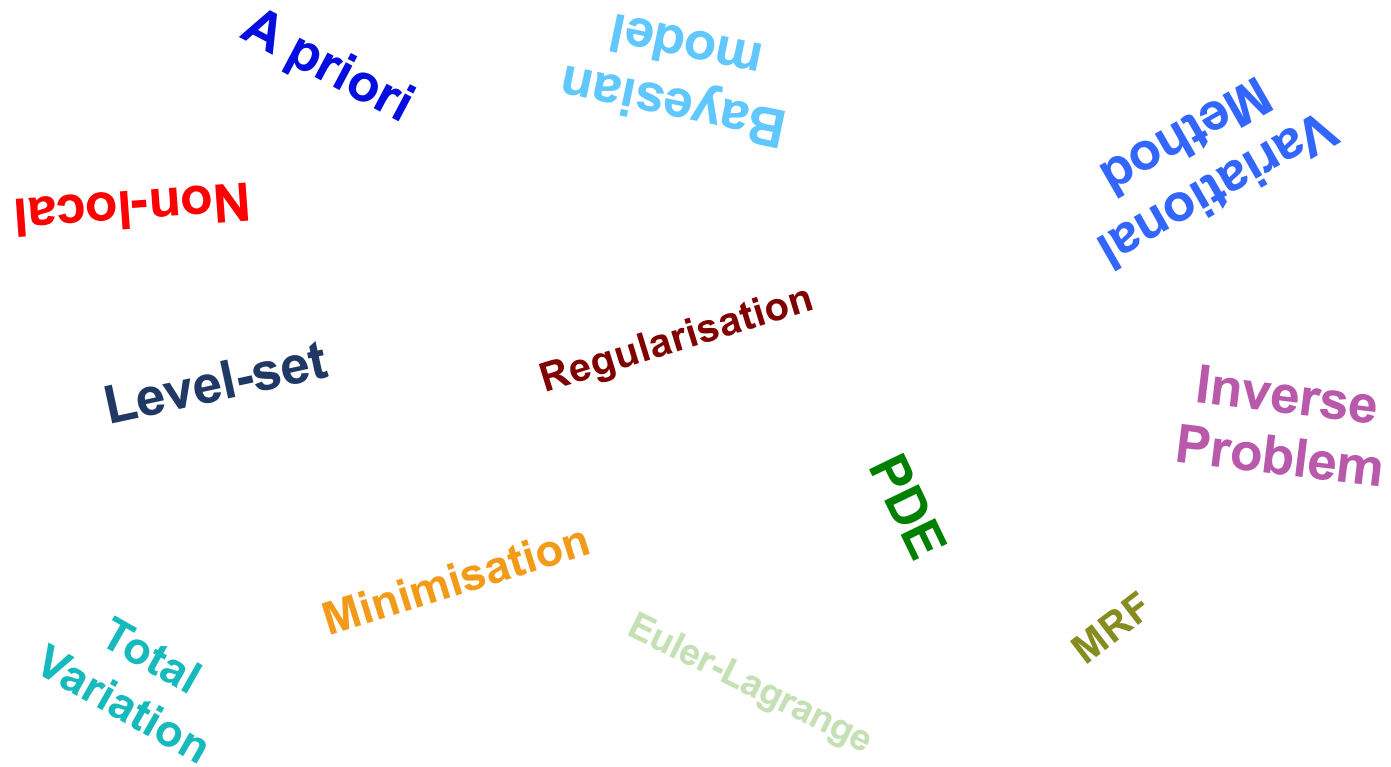 A priori
Bayesian
model
Variational
Method
Non-local
Regularisation
Level-set
Inverse
Problem
PDE
Minimisation
MRF
Total
Variation
Euler-Lagrange